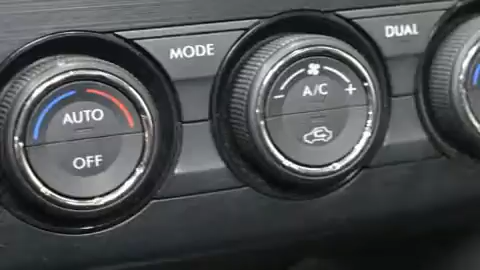 MODE
DUAL
AUTO
OFF
- A/C +